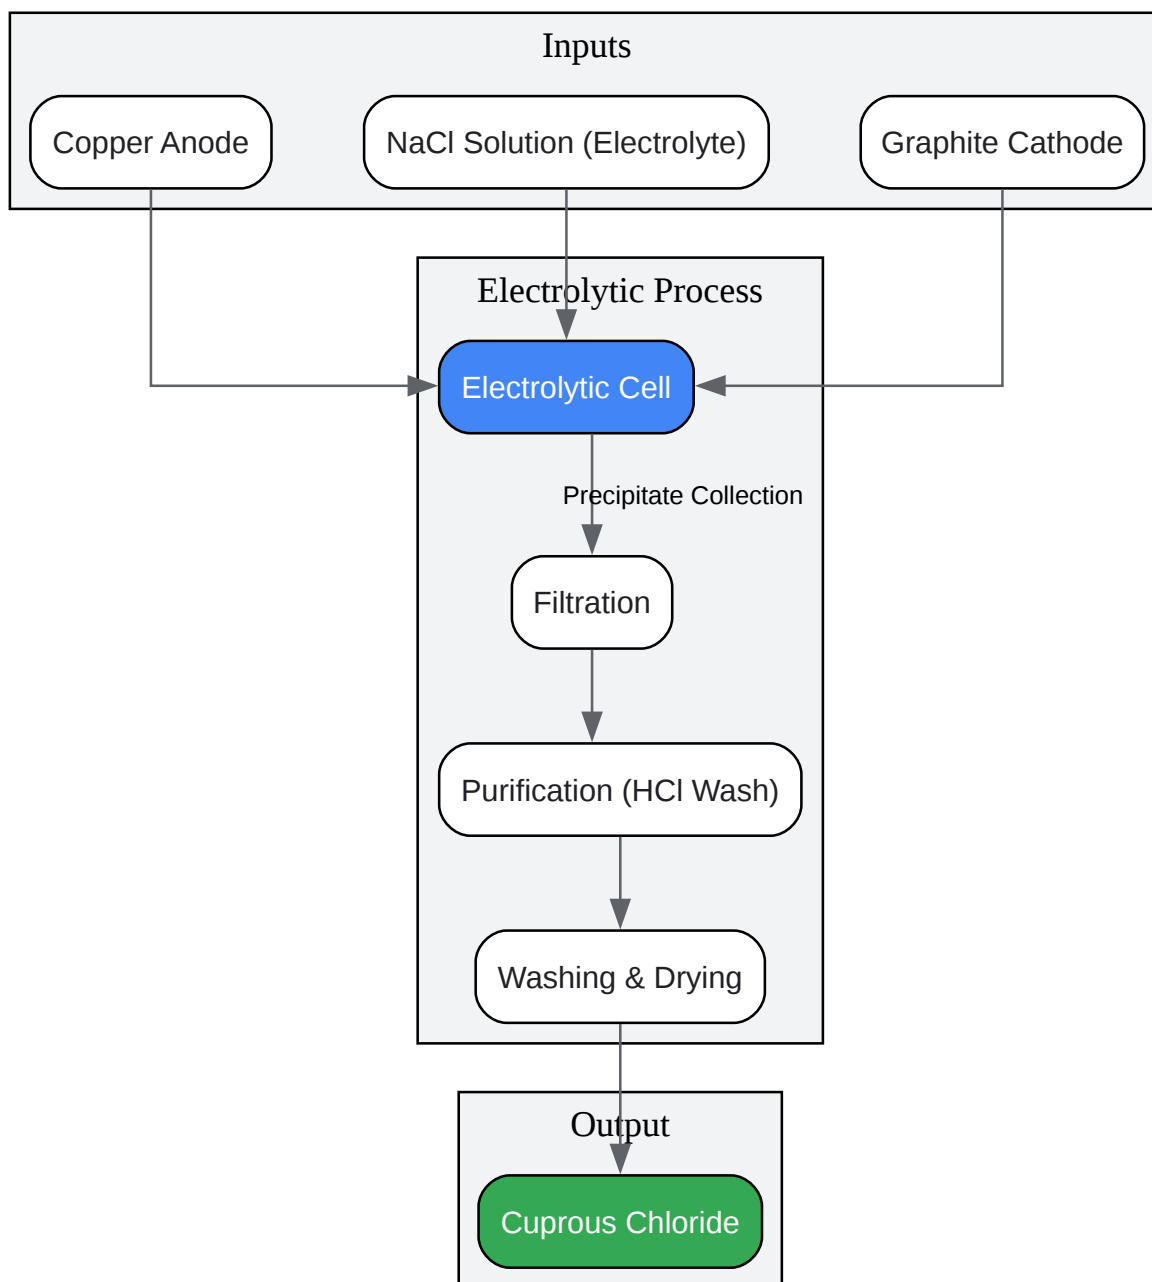 Inputs
Copper Anode
NaCl Solution (Electrolyte)
Graphite Cathode
Electrolytic Process
Electrolytic Cell
Precipitate Collection
Filtration
Purification (HCl Wash)
Washing & Drying
Output
Cuprous Chloride